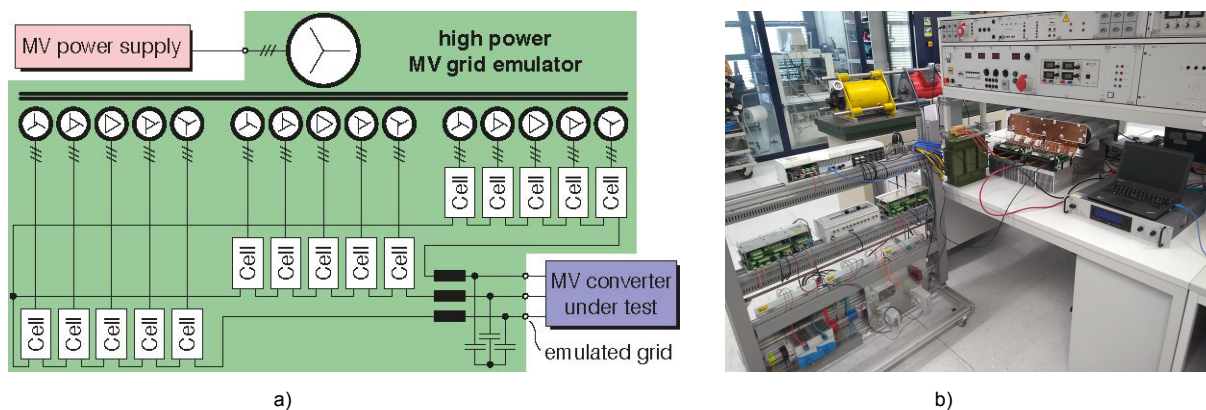 MV power supply
high power
MV grid emulator
Cell Cell Cell Cell Cell
Cell Cell Cell Cell Cell
MV converter
under test
Cell Cell Cell Cell Cell
emulated grid
a)
b)